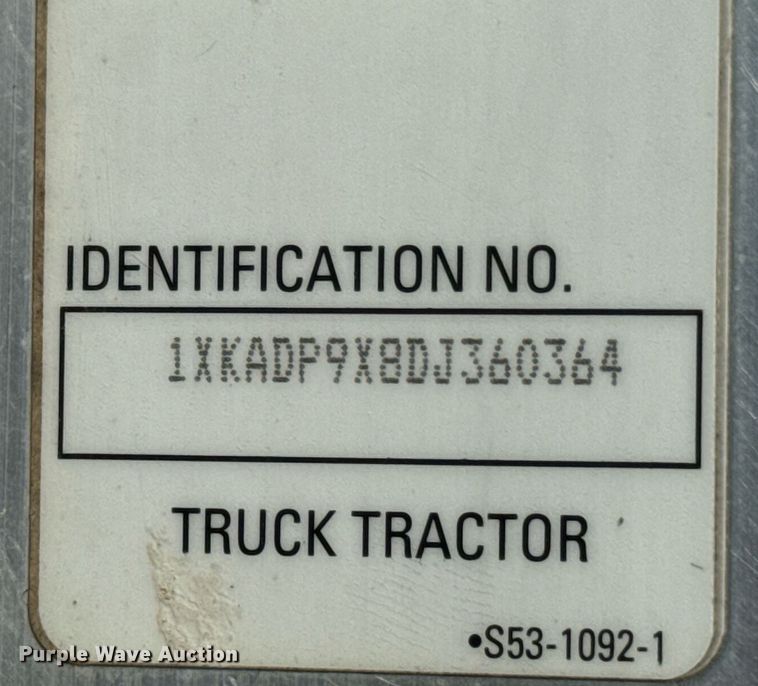 IDENTIFICATION NO.
1XKADP9X8DJ360364
TRUCK TRACTOR
•S53-1092-1
Purple Wave Auction